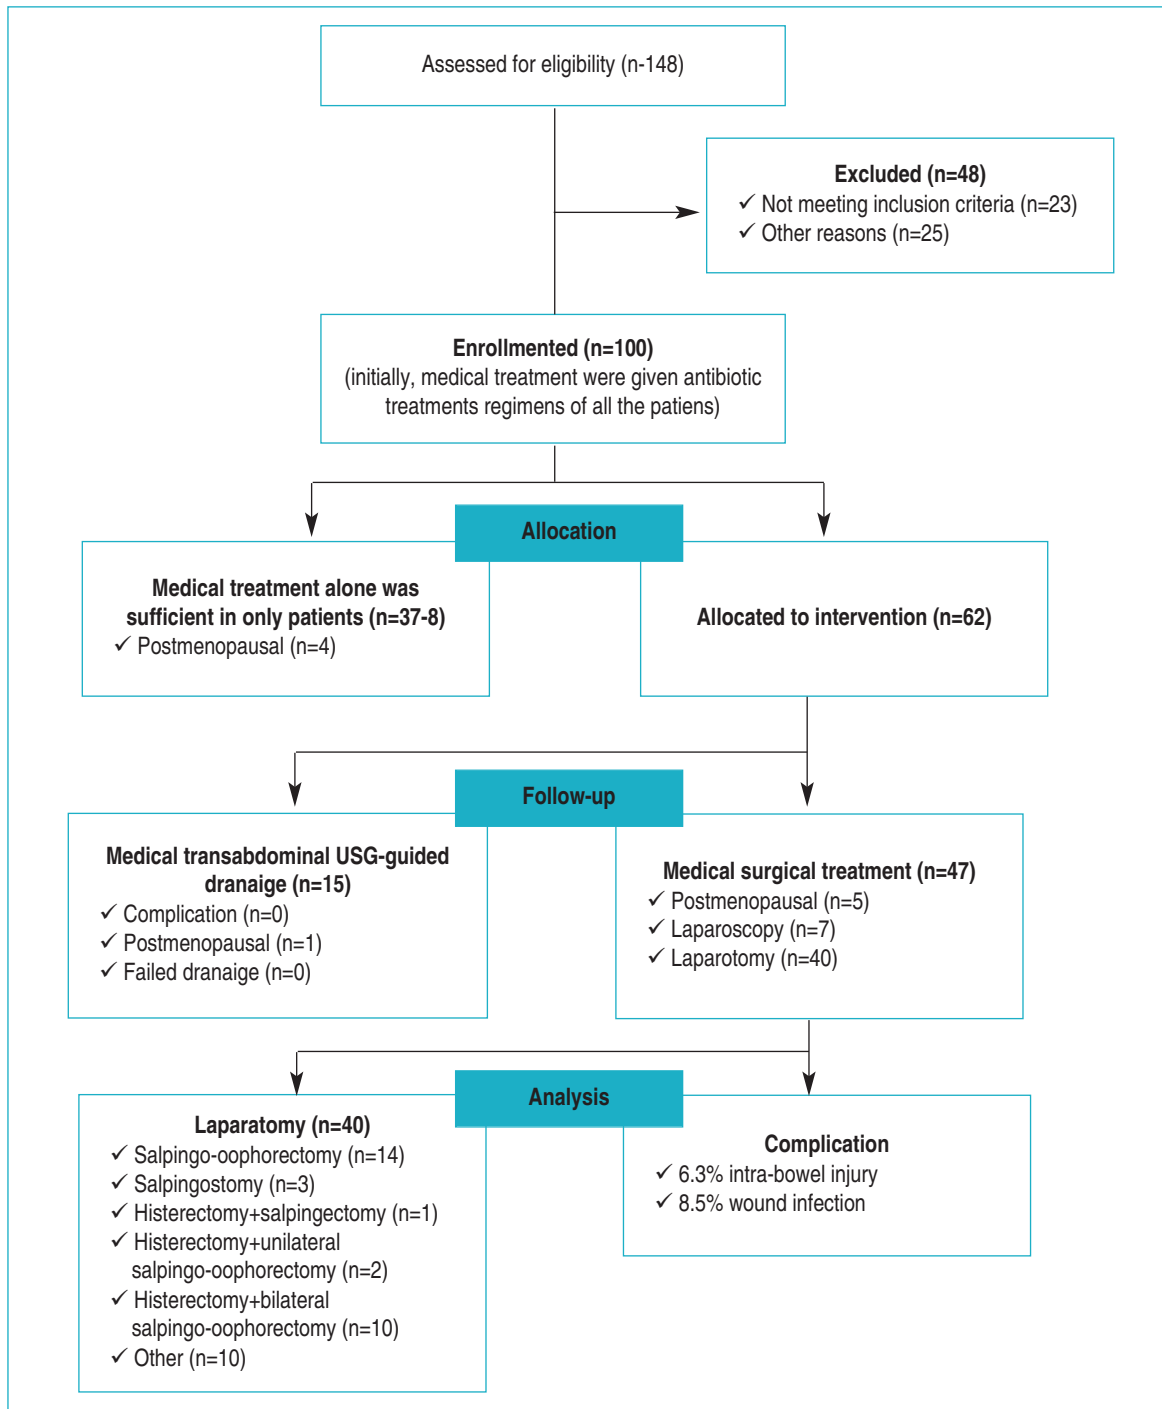 Assessed for eligibility (n-148)
Excluded (n=48)
✓ Not meeting inclusion criteria (n=23)
✓ Other reasons (n=25)
Enrollmented (n=100)
(initially, medical treatment were given antibiotic
treatments regimens of all the patiens)
Allocation
Medical treatment alone was
sufficient in only patients (n=37-8)
✓ Postmenopausal (n=4)
Allocated to intervention (n=62)
Follow-up
Medical transabdominal USG-guided
dranaige (n=15)
✓ Complication (n=0)
✓ Postmenopausal (n=1)
✓ Failed dranaige (n=0)
Medical surgical treatment (n=47)
✓ Postmenopausal (n=5)
✓ Laparoscopy (n=7)
✓ Laparotomy (n=40)
Analysis
Laparatomy (n=40)
✓ Salpingo-oophorectomy (n=14)
✓ Salpingostomy (n=3)
✓ Histerectomy+salpingectomy (n=1)
✓ Histerectomy+unilateral
salpingo-oophorectomy (n=2)
✓ Histerectomy+bilateral
salpingo-oophorectomy (n=10)
✓ Other (n=10)
Complication
✓ 6.3% intra-bowel injury
✓ 8.5% wound infection